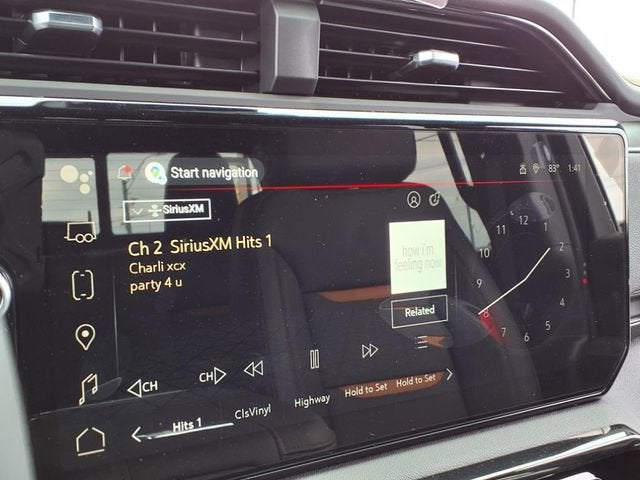 Start navigation
83° 1:41
SiriusXM
Ch 2 SiriusXM Hits 1
Charli xcx
party 4 u
how i'm
feeling now
Related
12
1
2
3
4
5
6
7
8
9
10
11
CH
CH
Hits 1
ClsVinyl
Highway
Hold to Set
Hold to Set